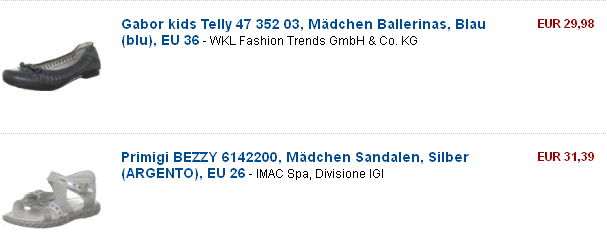 Gabor kids Telly 47 352 03, Mädchen Ballerinas, Blau EUR 29,98
(blu), EU 36 - WKL Fashion Trends GmbH & Co. KG
Primigi BEZZY 6142200, Mädchen Sandalen, Silber EUR 31,39
(ARGENTO), EU 26 - IMAC Spa, Divisione IGI